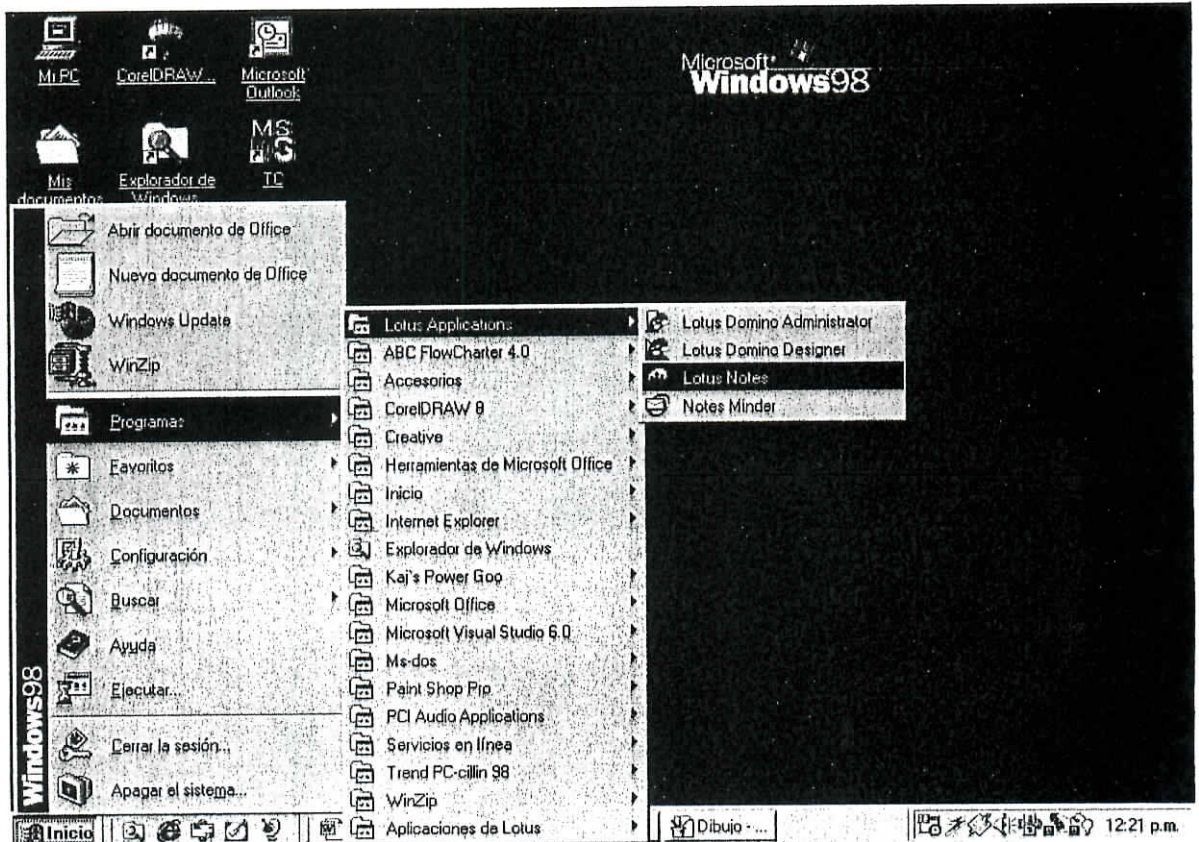 Mi PC
CorelDRAW...
Microsoft Outlook
Mis documentos
Explorador de Windows
MS
TC
Microsoft
Windows98
Abrir documento de Office
Nuevo documento de Office
Windows Update
WinZip
Programas
Favoritos
Documentos
Configuración
Buscar
Ayuda
Ejecutar...
Cerrar la sesión...
Apagar el sistema...
Windows98
Lotus Applications
ABC FlowCharter 4.0
Accesorios
CorelDRAW 8
Creative
Herramientas de Microsoft Office
Inicio
Internet Explorer
Explorador de Windows
Kaj's Power Goo
Microsoft Office
Microsoft Visual Studio 6.0
Ms-dos
Paint Shop Pro
PCI Audio Applications
Servicios en línea
Trend PC-cillin 98
WinZip
Aplicaciones de Lotus
Lotus Domino Administrator
Lotus Domino Designer
Lotus Notes
Notes Minder
Inicio
Dibujo - ...
12:21 p.m.